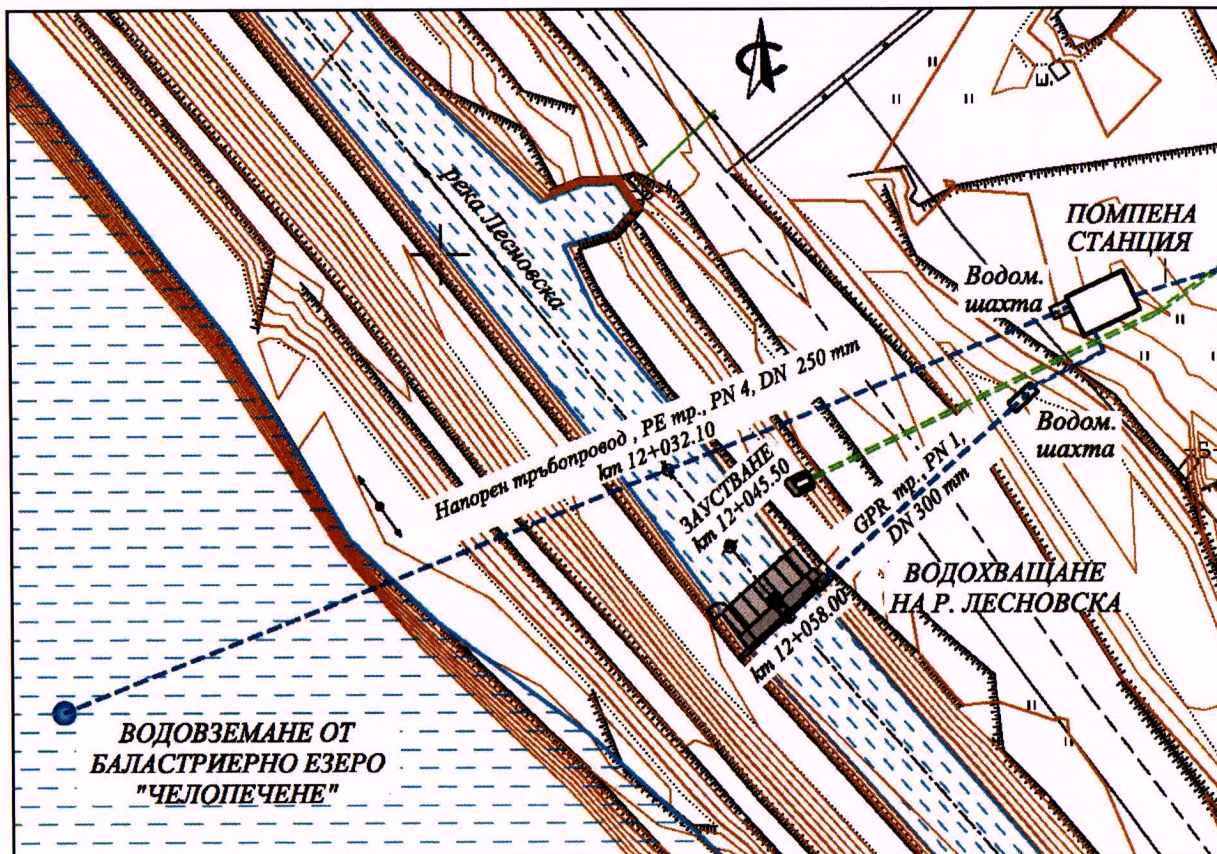 С
Е.
ПОМПЕНА
СТАНЦИЯ
Водом.
шахта
река Лесновска
Напорен тръбопровод , РЕ тр., PN 4, DN 250 mm
km 12+032.10
ЗАУСТВАНЕ
km 12+045.50
Водом.
шахта
GPR тр., PN 1,
DN 300 mm
ВОДОХВАЩАНЕ
НА Р. ЛЕСНОВСКА
km 12+058.00
ВОДОВЗЕМАНЕ ОТ
БАЛАСТРИЕРНО ЕЗЕРО
"ЧЕЛОПЕЧЕНЕ"